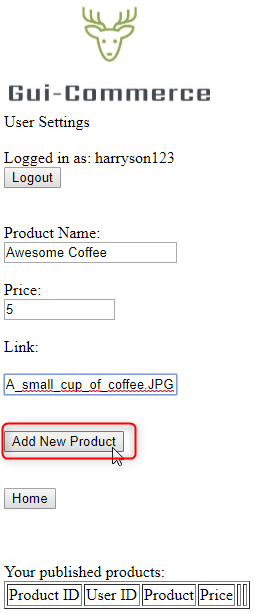 Gui-Commerce
User Settings
Logged in as: harryson123
Logout
Product Name:
Awesome Coffee
Price:
5
Link:
A_small_cup_of_coffee.JPG
Add New Product
Home
Your published products:
Product ID User ID Product Price